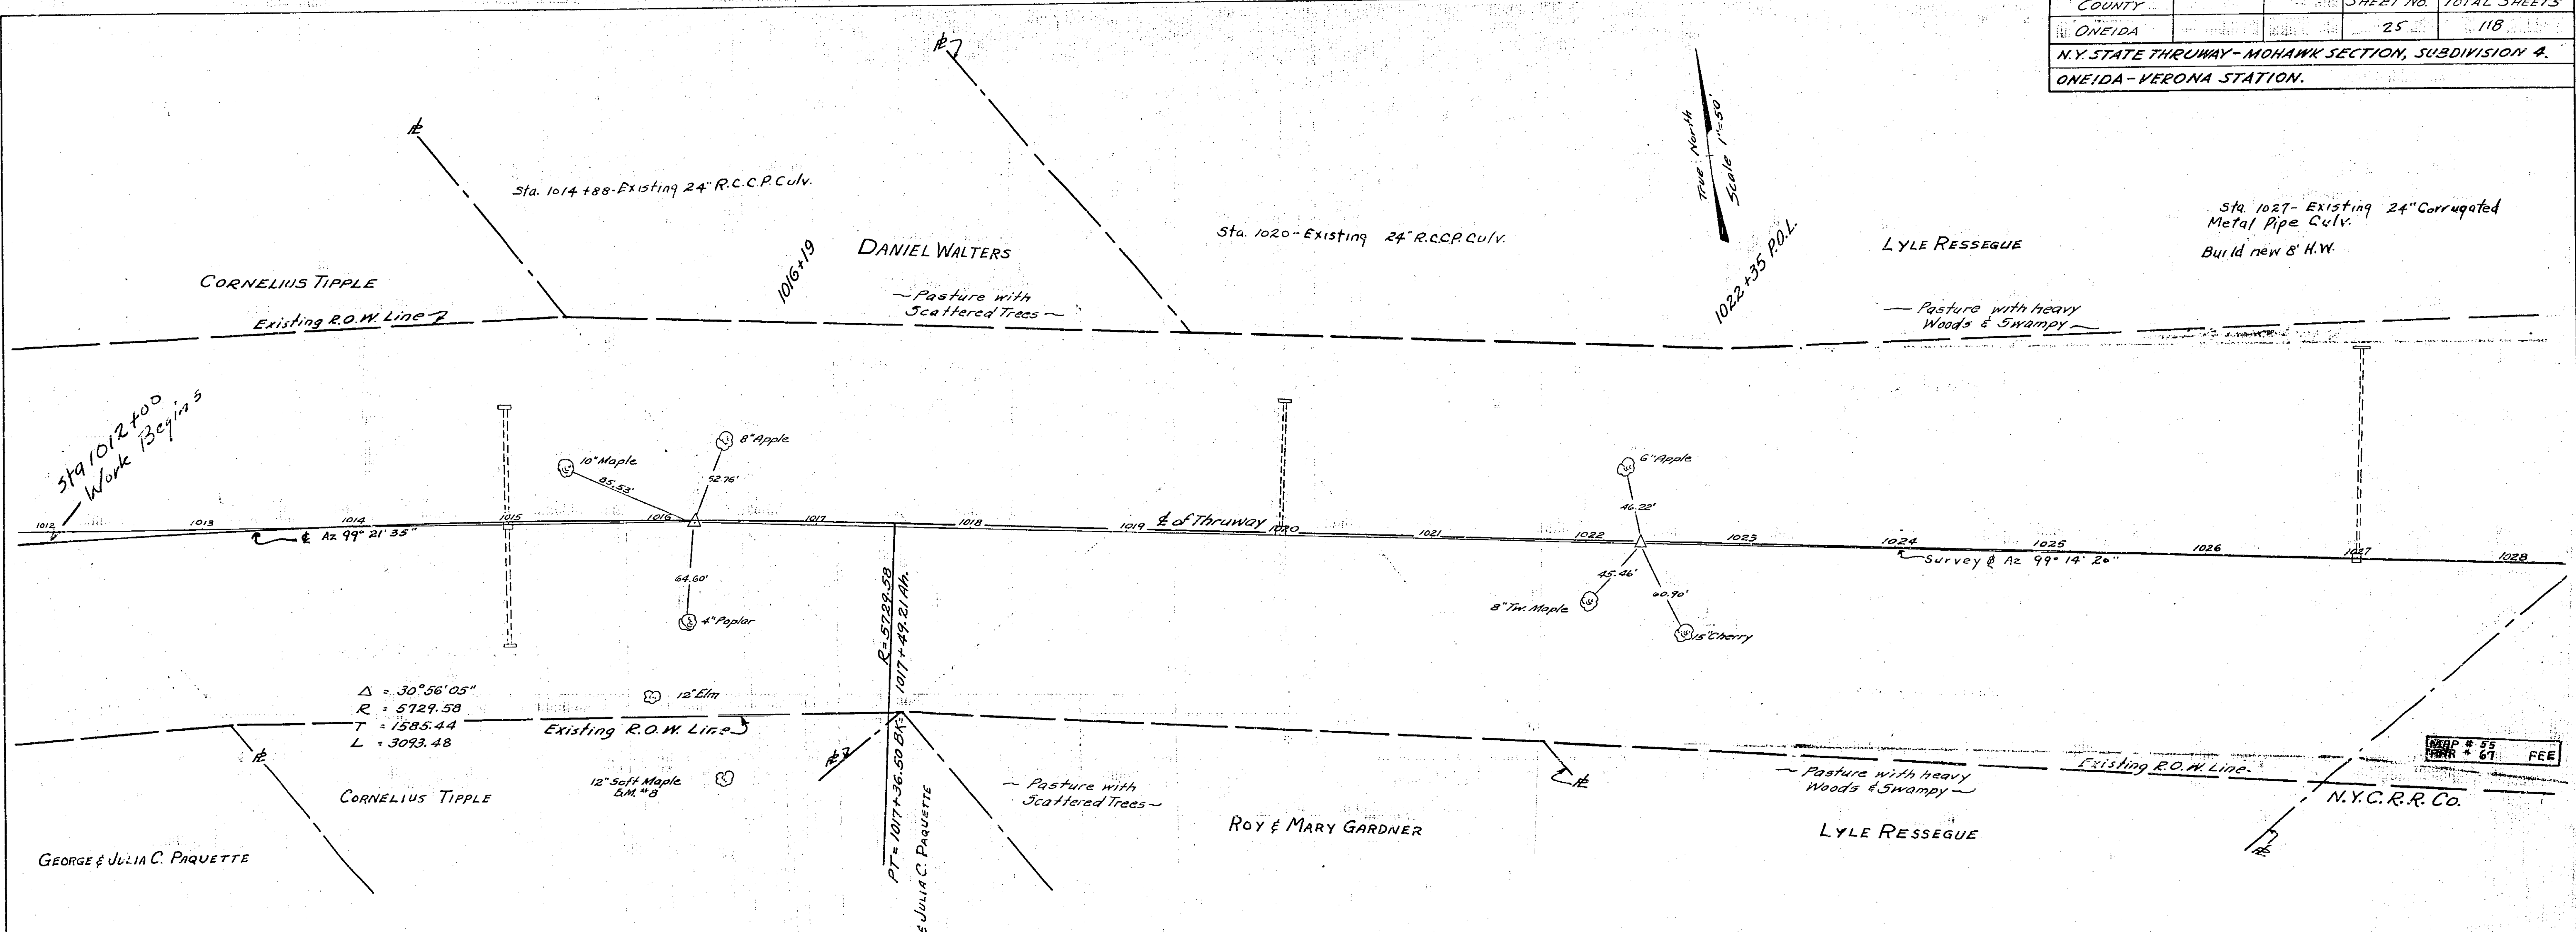 COUNTY SHEET NO. TOTAL SHEETS
ONEIDA 25 118
N.Y. STATE THRUWAY - MOHAWK SECTION, SUBDIVISION 4.
ONEIDA - VERONA STATION.
True North
Scale 1"=50'
℄
℄
Sta. 1014+88-Existing 24" R.C.C.P. Culv.
Sta. 1020-Existing 24" R.C.C.P. Culv.
Sta. 1027- Existing 24" Corrugated
Metal Pipe Culv.
Build new 8' H.W.
CORNELIUS TIPPLE
1016+19
DANIEL WALTERS
1022+35 P.O.L.
LYLE RESSEGUE
Existing R.O.W. Line
Pasture with
Scattered Trees
Pasture with heavy
Woods & Swampy
Sta 1012+00
Work Begins
10" Maple
85.53'
8" Apple
52.76'
6" Apple
46.22'
1012 1013 1014 1015 1016 1017 1018 1019 ℄ of Thruway 1020 1021 1022 1023 1024 1025 1026 1027 1028
℄ Az 99° 21' 35"
Survey ℄ Az 99° 14' 20"
64.60'
4" Poplar
45.46'
8" Tw. Maple
60.90'
15" Cherry
R=5729.58
PT=1017+36.50 BK= 1017+49.21 Ah.
Δ = 30°56'05"
R = 5729.58
T = 1585.44
L = 3093.48
12" Elm
Existing R.O.W. Line
12" Soft Maple
B.M. #8
CORNELIUS TIPPLE
GEORGE & JULIA C. PAQUETTE
& JULIA C. PAQUETTE
Pasture with
Scattered Trees
ROY & MARY GARDNER
Pasture with heavy
Woods & Swampy
LYLE RESSEGUE
Existing R.O.W. Line
N.Y.C.R.R. Co.
MAP # 55
PAR # 67 FEE